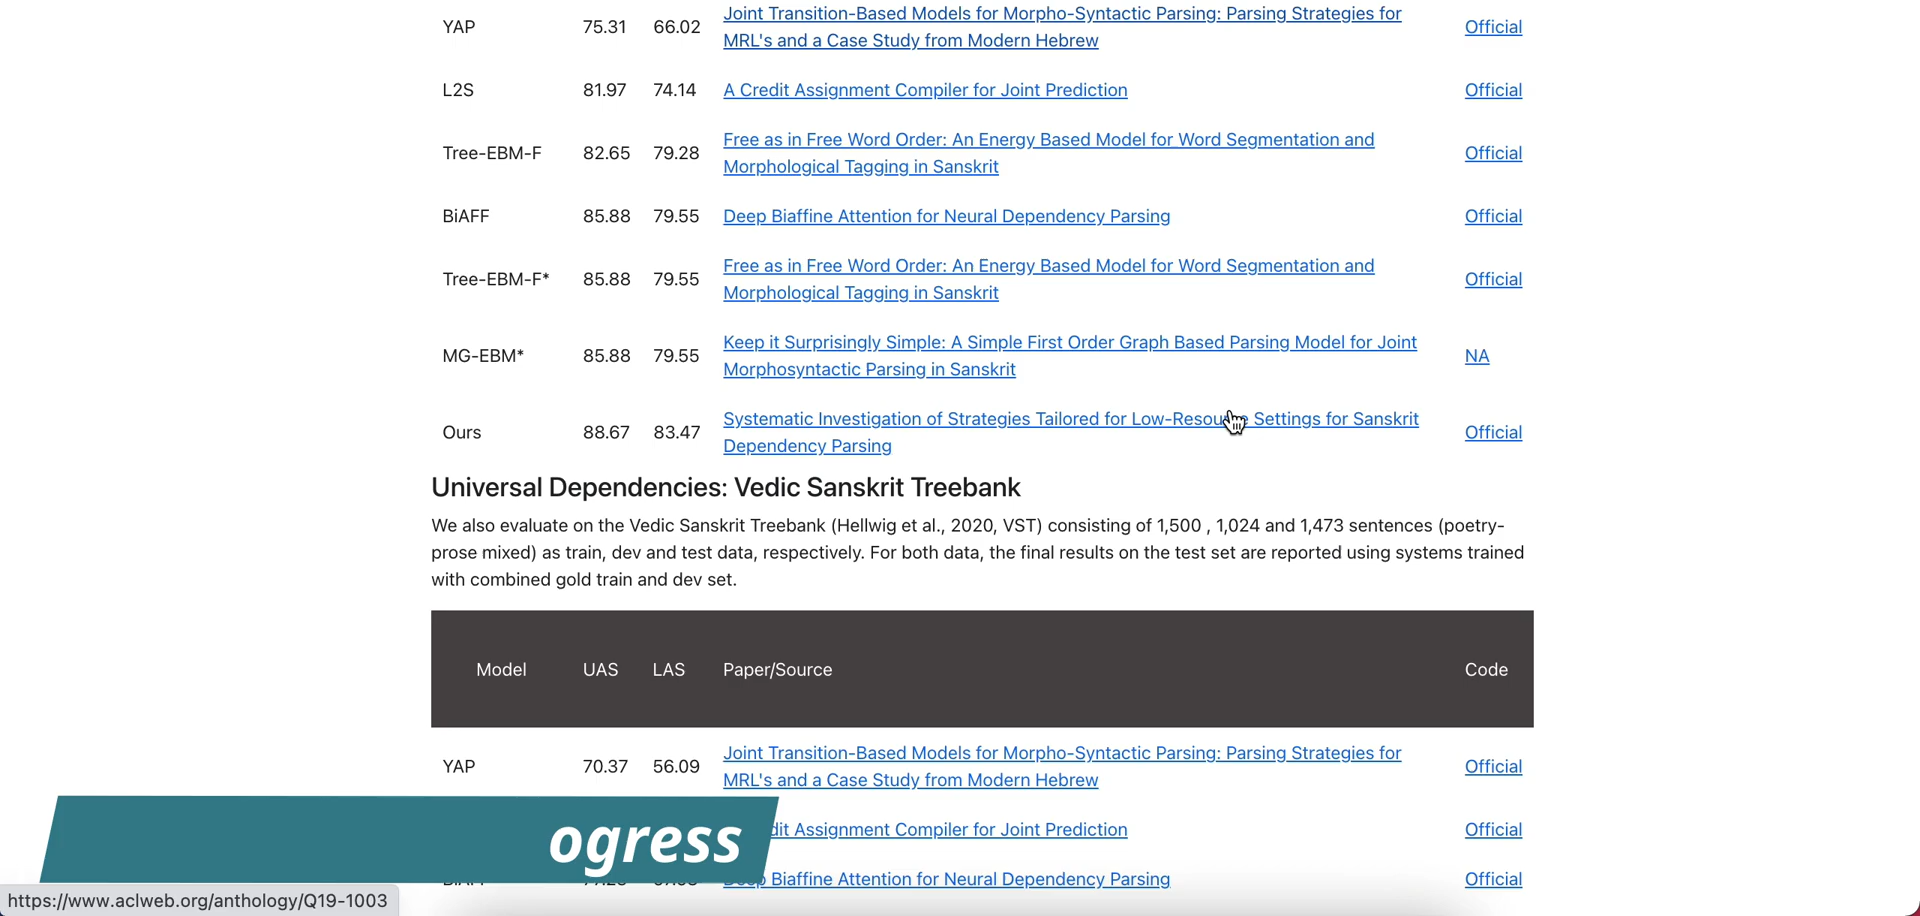 YAP 75.31 66.02 Joint Transition-Based Models for Morpho-Syntactic Parsing: Parsing Strategies for
MRL's and a Case Study from Modern Hebrew Official
L2S 81.97 74.14 A Credit Assignment Compiler for Joint Prediction Official
Tree-EBM-F 82.65 79.28 Free as in Free Word Order: An Energy Based Model for Word Segmentation and
Morphological Tagging in Sanskrit Official
BiAFF 85.88 79.55 Deep Biaffine Attention for Neural Dependency Parsing Official
Tree-EBM-F* 85.88 79.55 Free as in Free Word Order: An Energy Based Model for Word Segmentation and
Morphological Tagging in Sanskrit Official
MG-EBM* 85.88 79.55 Keep it Surprisingly Simple: A Simple First Order Graph Based Parsing Model for Joint
Morphosyntactic Parsing in Sanskrit NA
Ours 88.67 83.47 Systematic Investigation of Strategies Tailored for Low-Resource Settings for Sanskrit
Dependency Parsing Official
Universal Dependencies: Vedic Sanskrit Treebank
We also evaluate on the Vedic Sanskrit Treebank (Hellwig et al., 2020, VST) consisting of 1,500 , 1,024 and 1,473 sentences (poetry-
prose mixed) as train, dev and test data, respectively. For both data, the final results on the test set are reported using systems trained
with combined gold train and dev set.
Model UAS LAS Paper/Source Code
YAP 70.37 56.09 Joint Transition-Based Models for Morpho-Syntactic Parsing: Parsing Strategies for
MRL's and a Case Study from Modern Hebrew Official
ogress
Assignment Compiler for Joint Prediction Official
Biaffine Attention for Neural Dependency Parsing Official
https://www.aclweb.org/anthology/Q19-1003